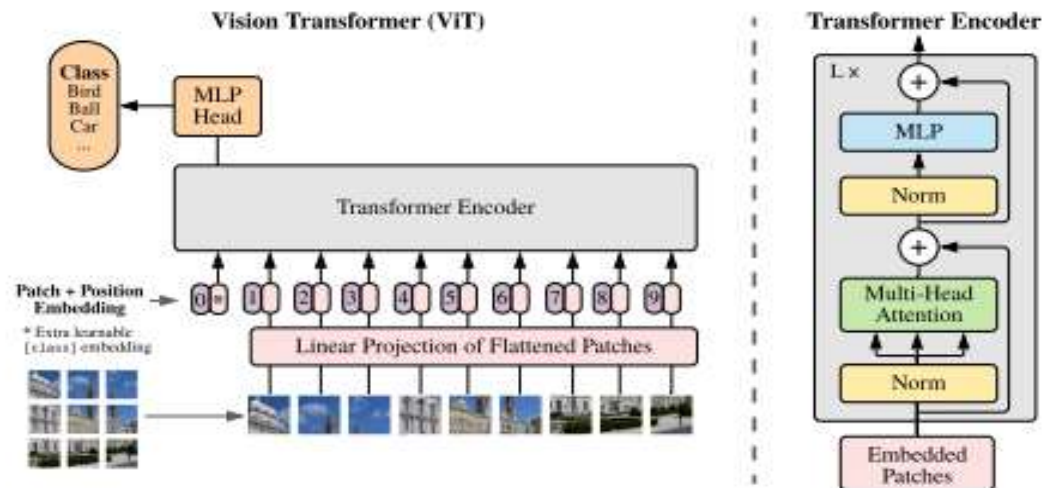 Vision Transformer (ViT)
Class
Bird
Ball
Car
...
MLP
Head
Transformer Encoder
Patch + Position
Embedding
* Extra learnable
[class] embedding
0 * 1 2 3 4 5 6 7 8 9
Linear Projection of Flattened Patches
Transformer Encoder
L ×
+
MLP
Norm
+
Multi-Head
Attention
Norm
Embedded
Patches